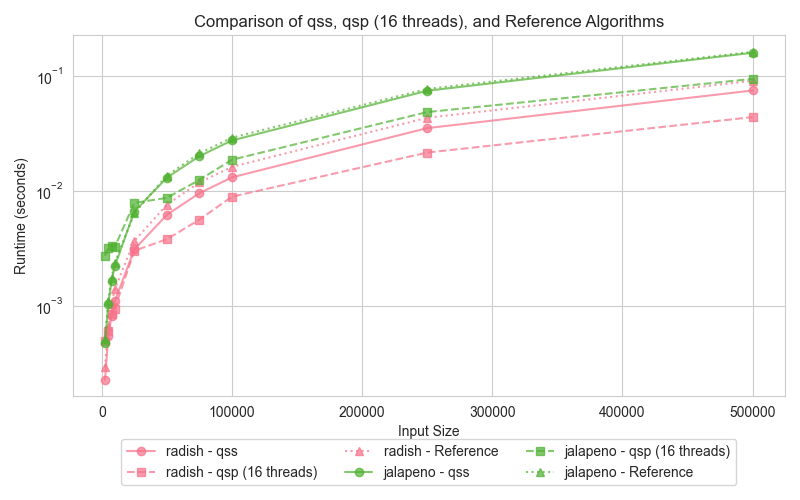 Comparison of qss, qsp (16 threads), and Reference Algorithms
Runtime (seconds)
10⁻¹
10⁻²
10⁻³
0 100000 200000 300000 400000 500000
Input Size
radish - qss
radish - qsp (16 threads)
radish - Reference
jalapeno - qss
jalapeno - qsp (16 threads)
jalapeno - Reference